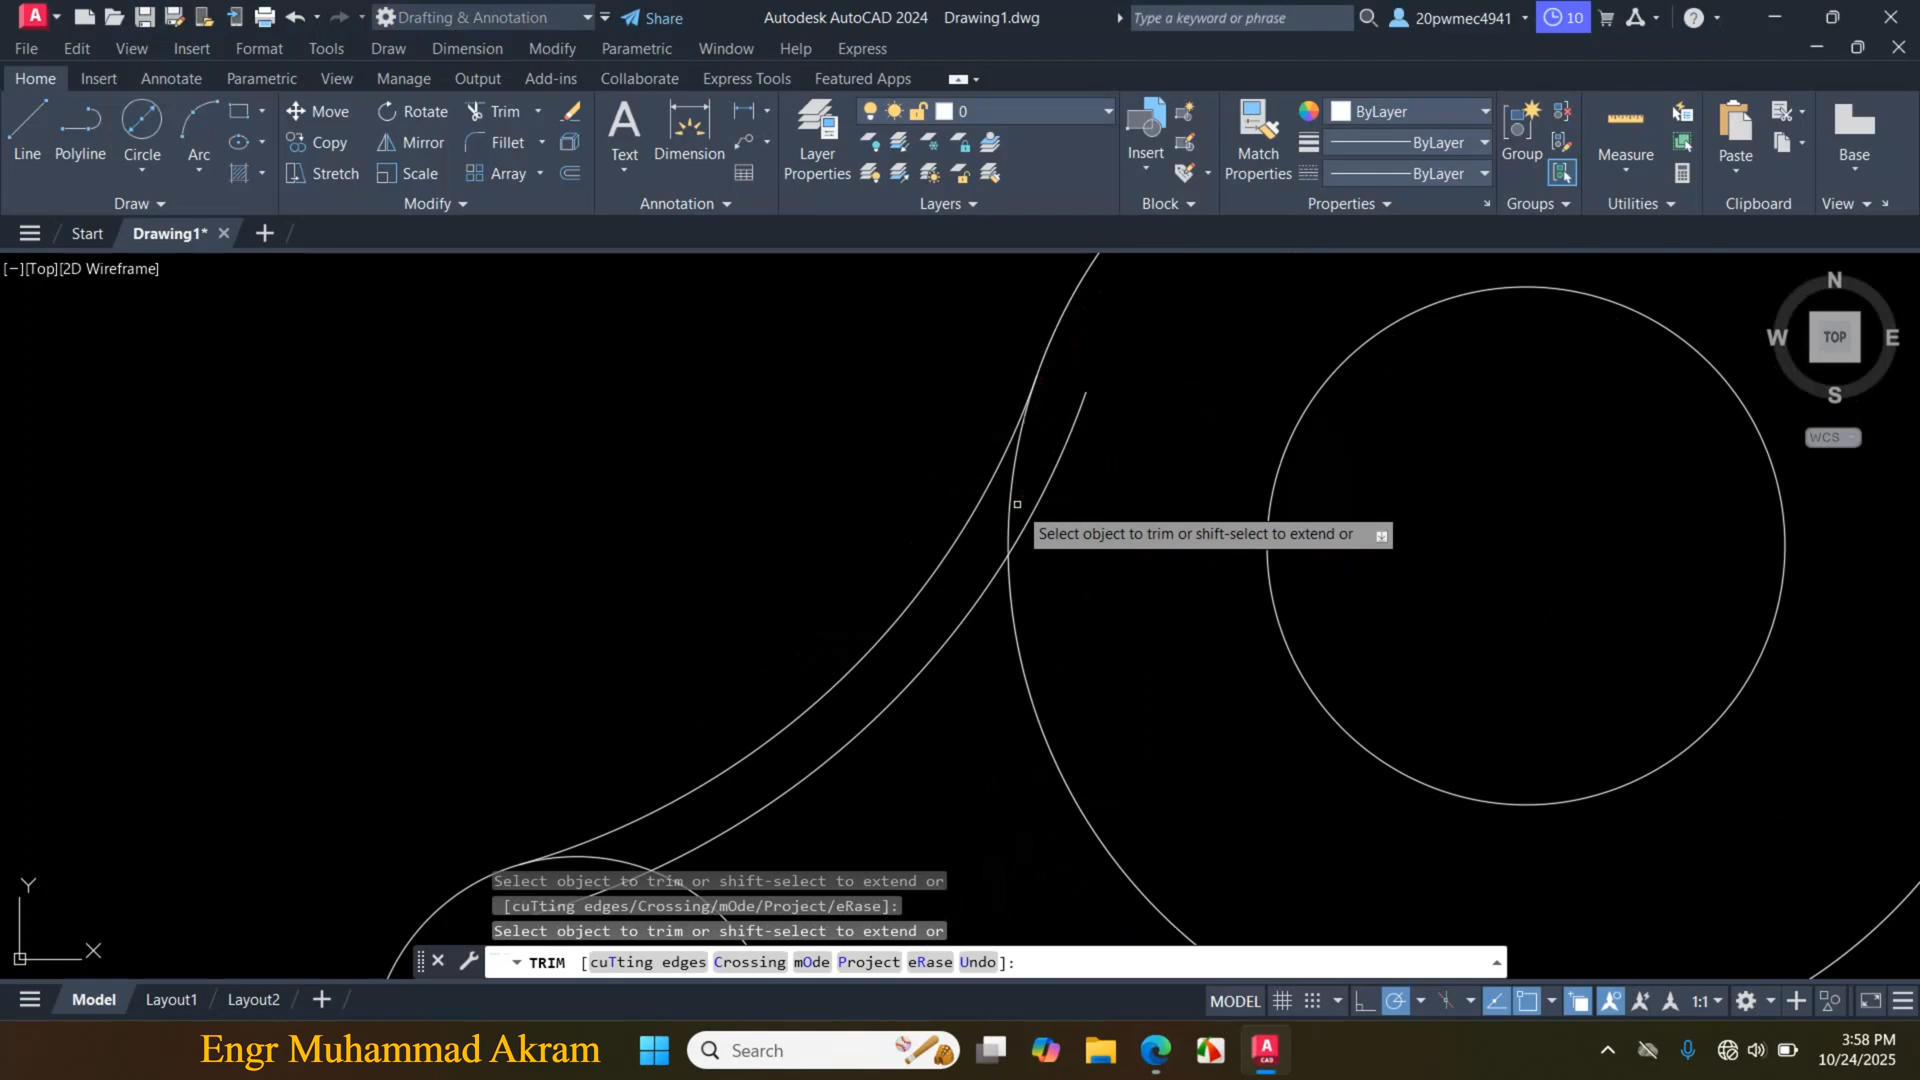 Drafting & Annotation
Share
Autodesk AutoCAD 2024 Drawing1.dwg
Type a keyword or phrase
20pwmec4941
10
File Edit View Insert Format Tools Draw Dimension Modify Parametric Window Help Express
Home Insert Annotate Parametric View Manage Output Add-ins Collaborate Express Tools Featured Apps
Line Polyline Circle Arc
Move Rotate Trim
Copy Mirror Fillet
Stretch Scale Array
Text Dimension
Layer Properties
0
Insert
Match Properties
ByLayer
ByLayer
ByLayer
Group
Measure
Paste
Base
Draw Modify Annotation Layers Block Properties Groups Utilities Clipboard View
Start Drawing1*
[−][Top][2D Wireframe]
N
W TOP E
S
WCS
Select object to trim or shift-select to extend or
Y
X
Select object to trim or shift-select to extend or
[cuTting edges/Crossing/mOde/Project/eRase]:
Select object to trim or shift-select to extend or
TRIM [cuTting edges Crossing mOde Project eRase Undo]:
Model Layout1 Layout2
MODEL 1:1
Engr Muhammad Akram
Search
CAD
3:58 PM
10/24/2025